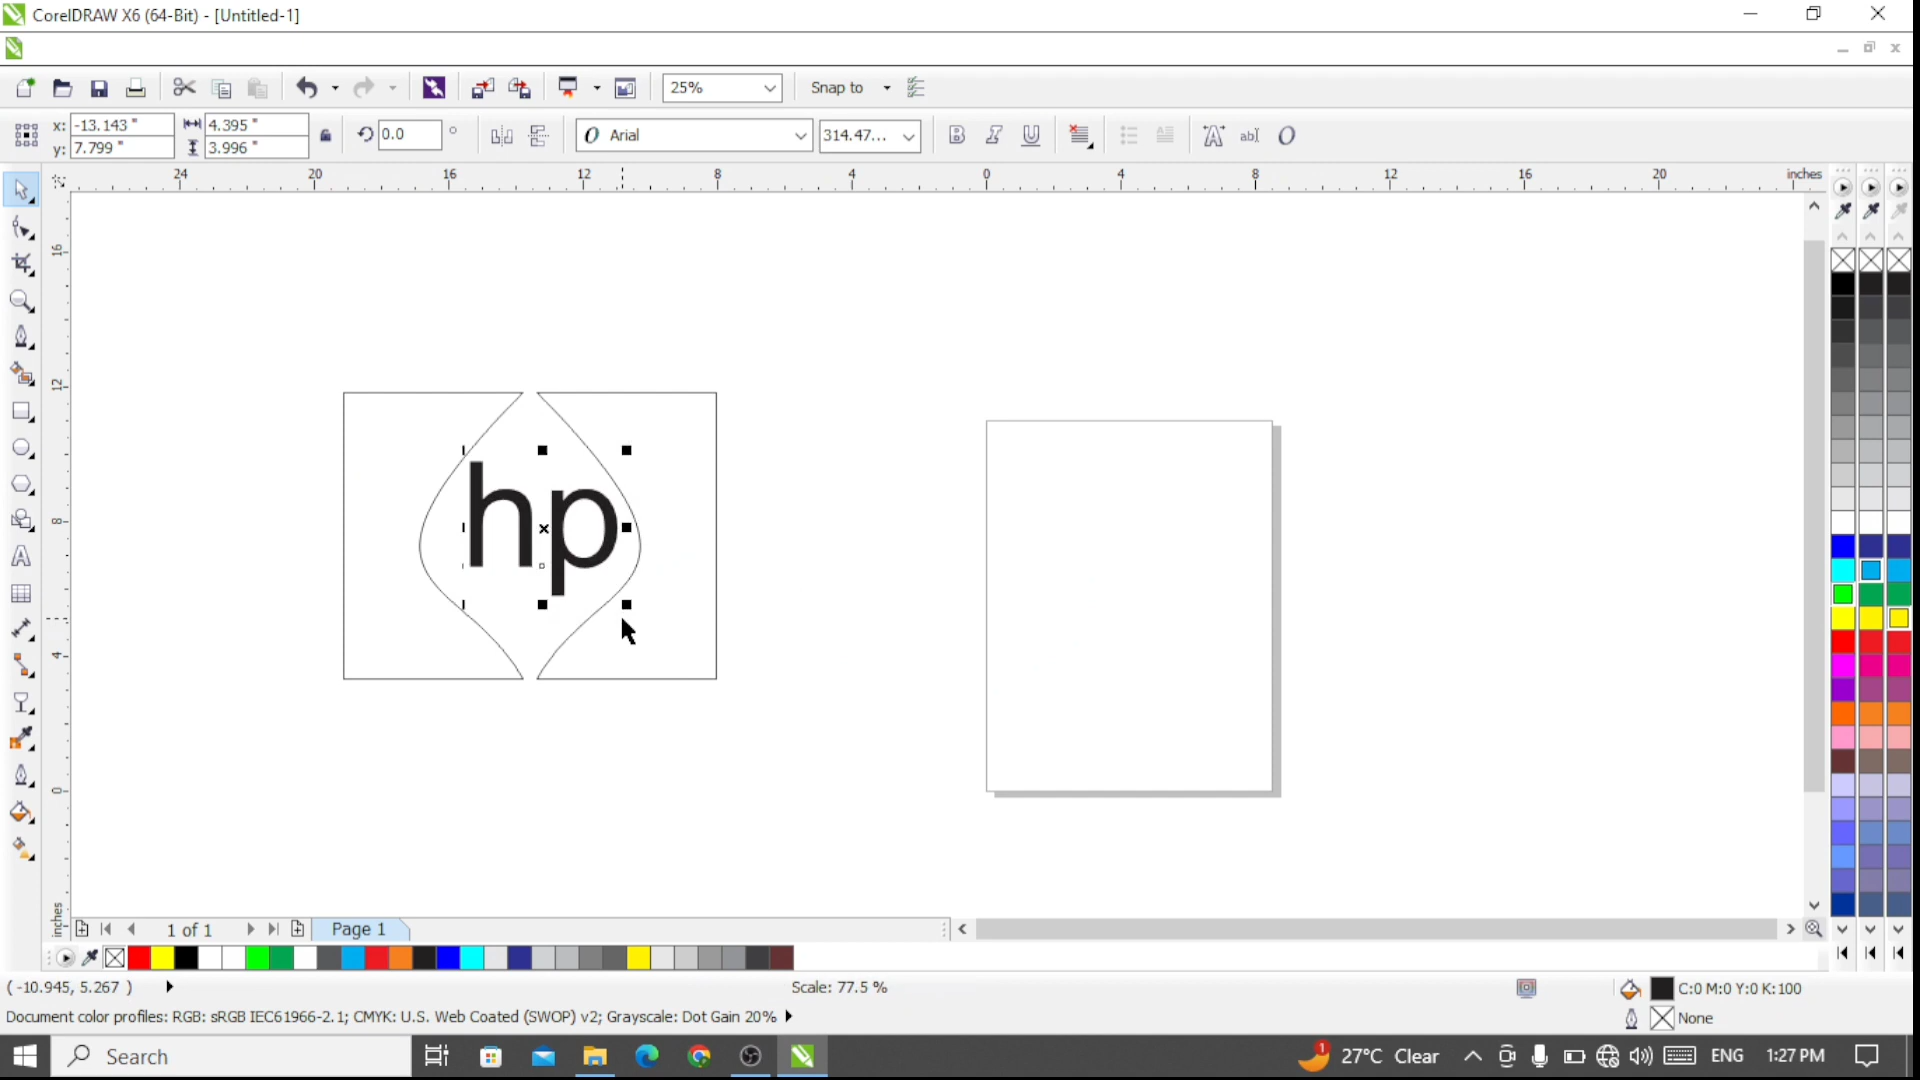 CorelDRAW X6 (64-Bit) - [Untitled-1]
25%
Snap to
x: -13.143 "
y: 7.799 "
4.395 "
3.996 "
0.0 °
O Arial
314.47...
B I U
ab|
O
24 20 16 12 8 4 0 4 8 12 16 20 inches
16
12
8
4
0
inches
hp
1 of 1
Page 1
( -10.945, 5.267 )
Scale: 77.5 %
C:0 M:0 Y:0 K:100
Document color profiles: RGB: sRGB IEC61966-2.1; CMYK: U.S. Web Coated (SWOP) v2; Grayscale: Dot Gain 20%
None
Search
1
27°C Clear
ENG
1:27 PM